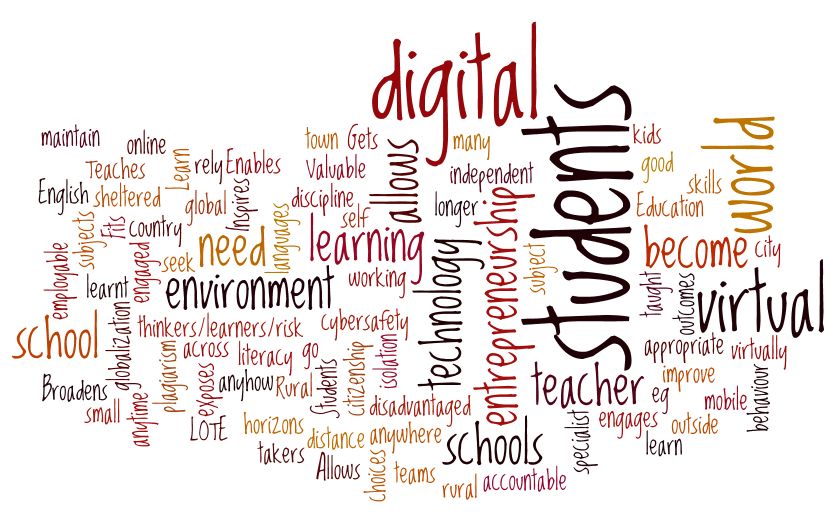 digital
students
kids
world
maintain
online
town
Gets
many
allows
Learn
rely
Enables
Valuable
independent
good
Teaches
skills
English
sheltered
global
Inspires
discipline
longer
entrepreneurship
Education
subjects
fits
country
languages
self
learning
need
become
city
employable
engaged
seek
working
technology
subject
taught
outcomes
virtual
learnt
environment
globalization
thinkers/learners/risk
cybersafety
school
plagiarism
across
literacy
go
citizenship
isolation
appropriate
virtually
Broadens
exposes
anyhow
Rural
Students
teacher
eg
improve
mobile
behaviour
small
anytime
LOTE
horizons
disadvantaged
specialist
engages
outside
distance
anywhere
schools
learn
takers
Allows
choices
teams
rural
accountable